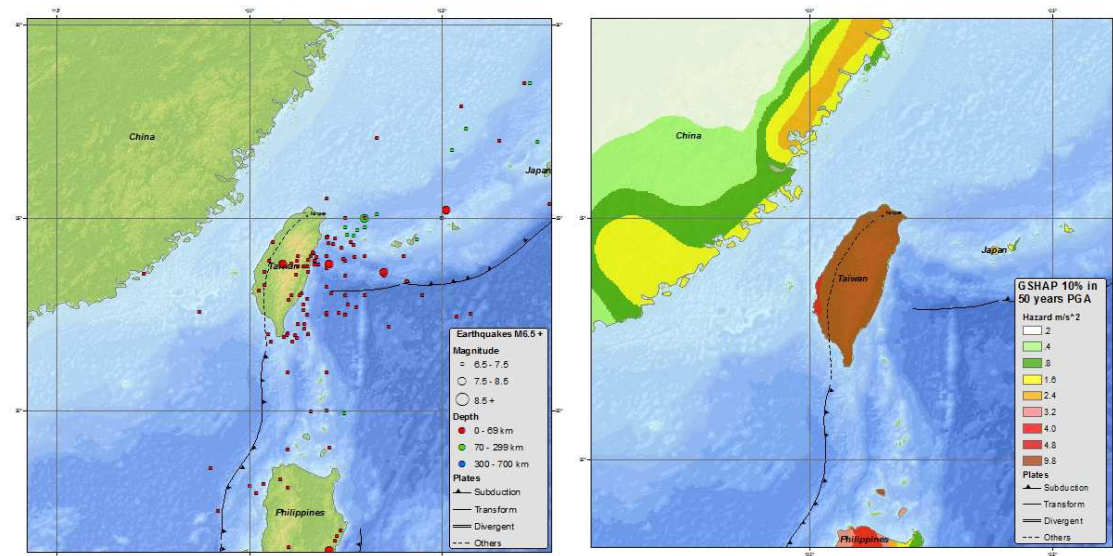 China
Japan
Taipei
Taiwan
Philippines
Earthquakes M6.5 +
Magnitude
6.5 - 7.5
7.5 - 8.5
8.5 +
Depth
0 - 69 km
70 - 299 km
300 - 700 km
Plates
Subduction
Transform
Divergent
Others
China
Taiwan
Japan
Philippines
GSHAP 10% in
50 years PGA
Hazard m/s^2
.2
.4
.8
1.6
2.4
3.2
4.0
4.8
9.8
Plates
Subduction
Transform
Divergent
Others